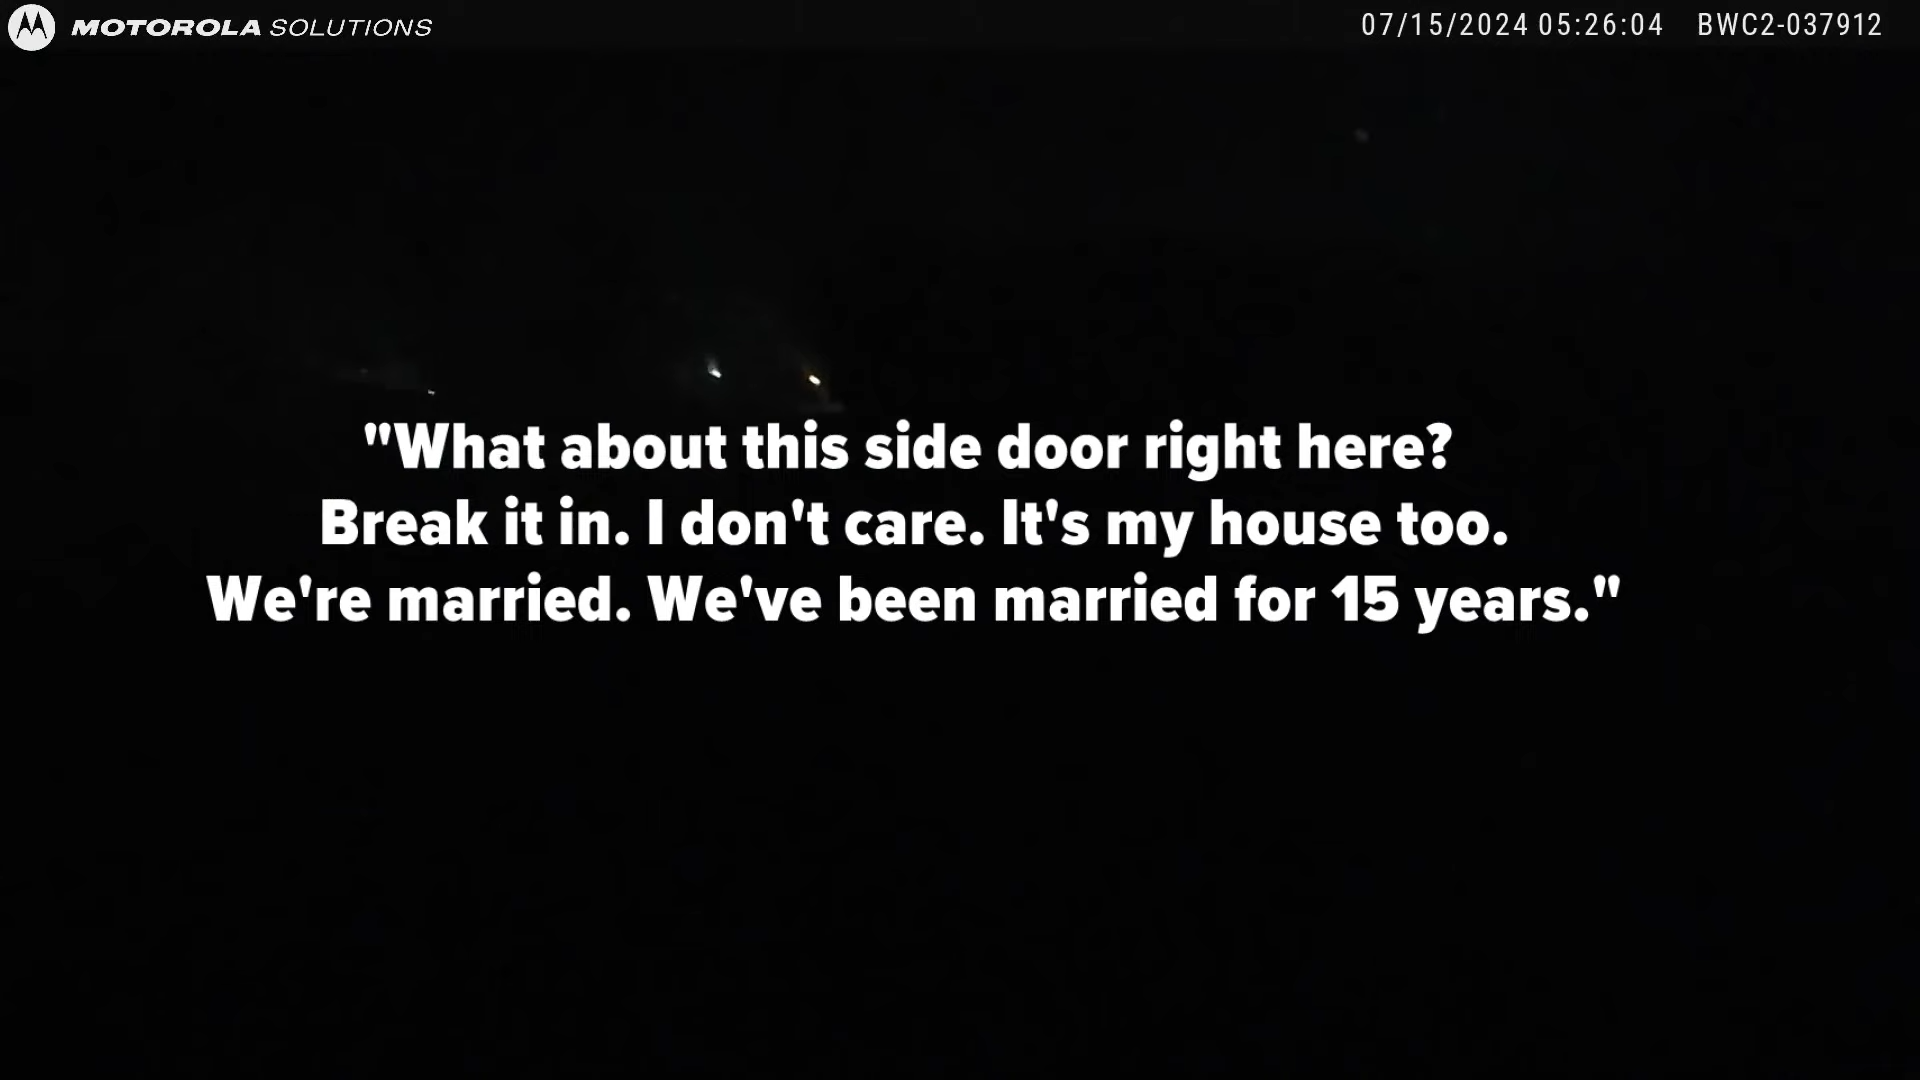 MOTOROLA SOLUTIONS
07/15/2024 05:26:04 BWC2-037912
"What about this side door right here?
Break it in. I don't care. It's my house too.
We're married. We've been married for 15 years."